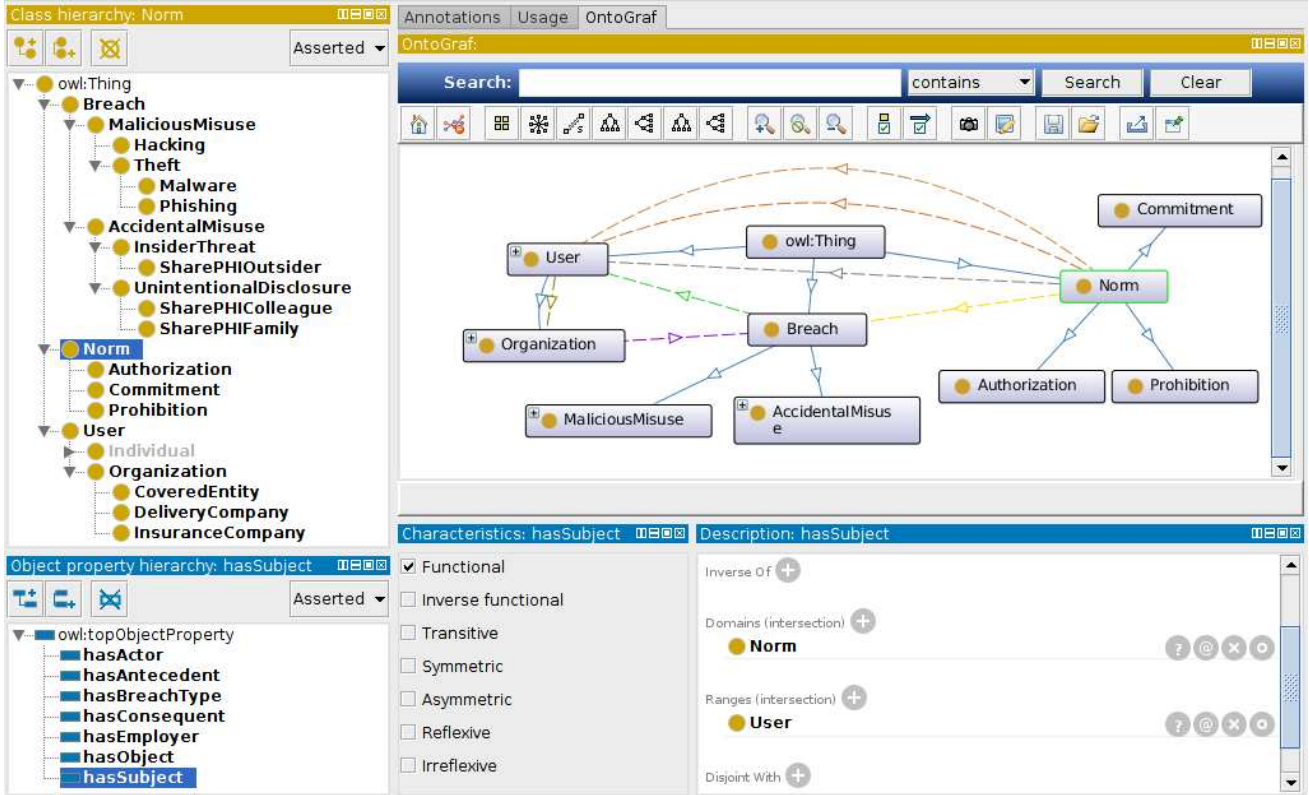 Class hierarchy: Norm
Asserted
owl:Thing
Breach
MaliciousMisuse
Hacking
Theft
Malware
Phishing
AccidentalMisuse
InsiderThreat
SharePHIOutsider
UnintentionalDisclosure
SharePHIColleague
SharePHIFamily
Norm
Authorization
Commitment
Prohibition
User
Individual
Organization
CoveredEntity
DeliveryCompany
InsuranceCompany
Object property hierarchy: hasSubject
Asserted
owl:topObjectProperty
hasActor
hasAntecedent
hasBreachType
hasConsequent
hasEmployer
hasObject
hasSubject
Annotations Usage OntoGraf
OntoGraf:
Search: contains Search Clear
Commitment
owl:Thing
User
Norm
Breach
Organization
Authorization
Prohibition
MaliciousMisuse
AccidentalMisus
e
Characteristics: hasSubject
Functional
Inverse functional
Transitive
Symmetric
Asymmetric
Reflexive
Irreflexive
Description: hasSubject
Inverse Of
Domains (intersection)
Norm
Ranges (intersection)
User
Disjoint With